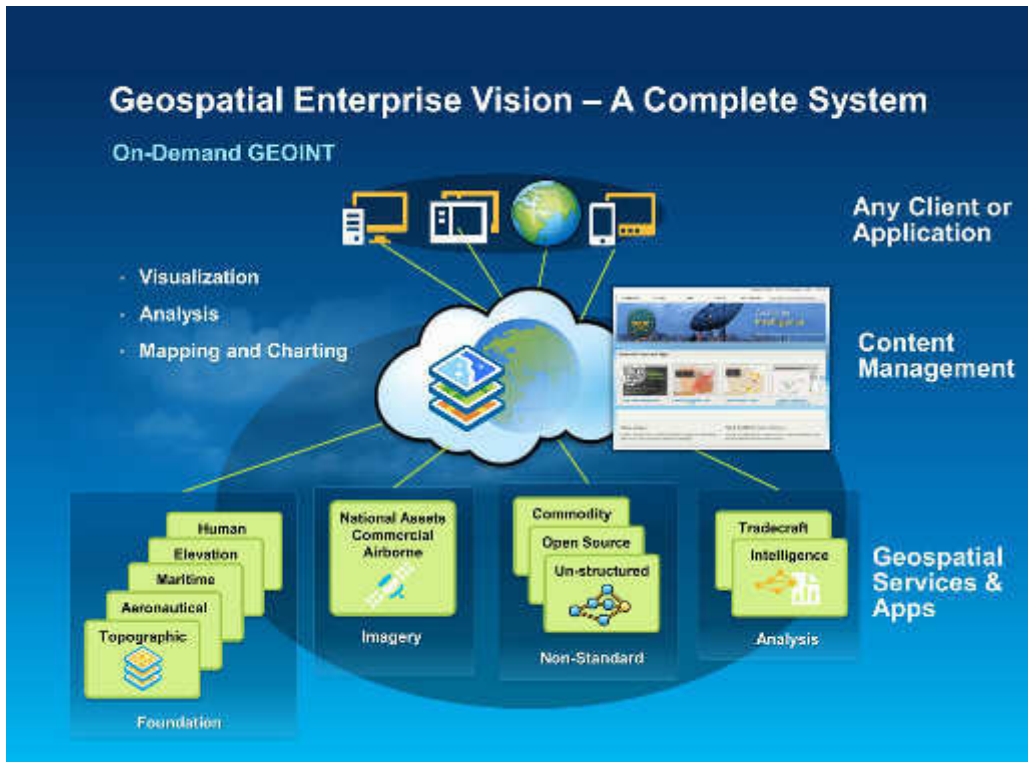 Geospatial Enterprise Vision – A Complete System
On-Demand GEOINT
Any Client or
Application
- Visualization
- Analysis
- Mapping and Charting
Content
Management
Human
Elevation
Maritime
Aeronautical
Topographic
Foundation
National Assets
Commercial
Airborne
Imagery
Commodity
Open Source
Un-structured
Non-Standard
Tradecraft
Intelligence
Analysis
Geospatial
Services &
Apps